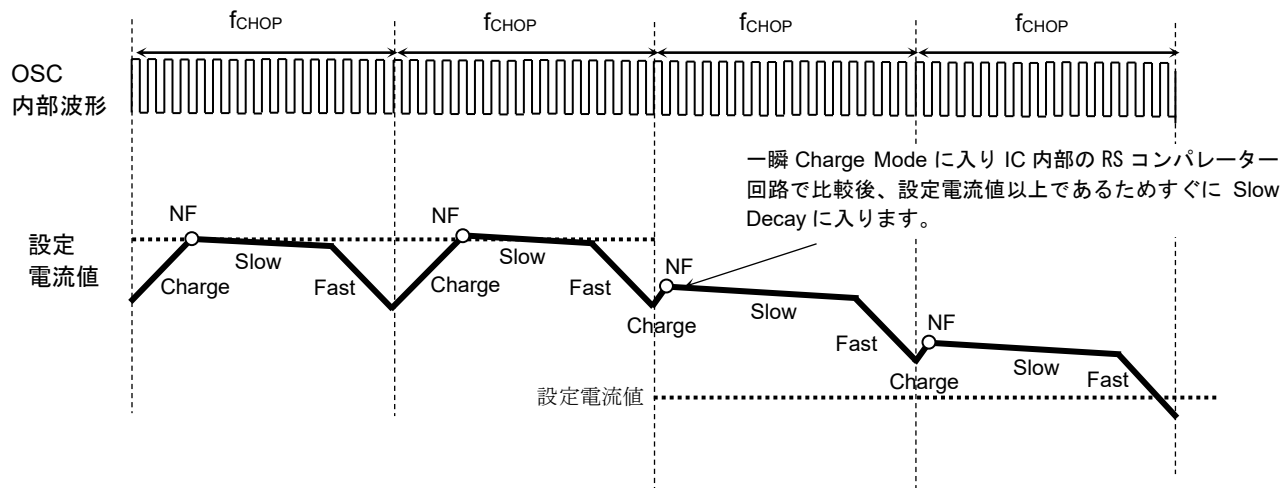 fCHOP
fCHOP
fCHOP
fCHOP
OSC
内部波形
一瞬 Charge Mode に入り IC 内部の RS コンパレーター
回路で比較後、設定電流値以上であるためすぐに Slow
Decay に入ります。
設定
電流値
NF
Slow
Charge
Fast
NF
Slow
Charge
Fast
NF
Slow
Charge
Fast
NF
Slow
Charge
Fast
設定電流値